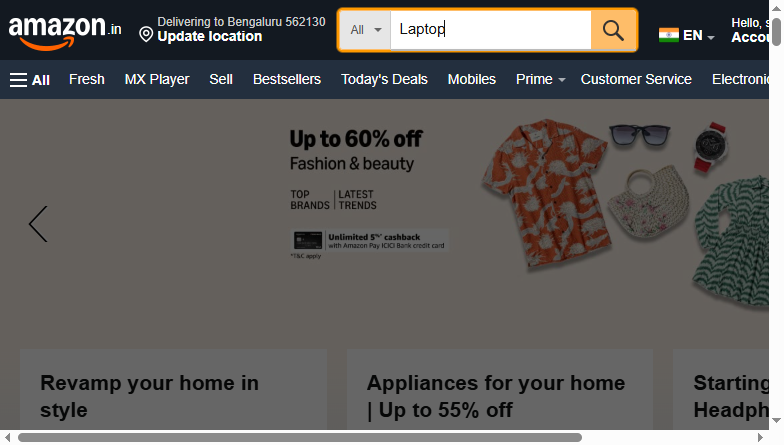 amazon.in
Delivering to Bengaluru 562130
Update location
All
Laptop
EN
Hello, s
Accou
All
Fresh
MX Player
Sell
Bestsellers
Today's Deals
Mobiles
Prime
Customer Service
Electronic
Up to 60% off
Fashion & beauty
TOP BRANDS
LATEST TRENDS
Unlimited 5% cashback
with Amazon Pay ICICI Bank credit card
*T&C apply
Revamp your home in
style
Appliances for your home
| Up to 55% off
Starting
Headph